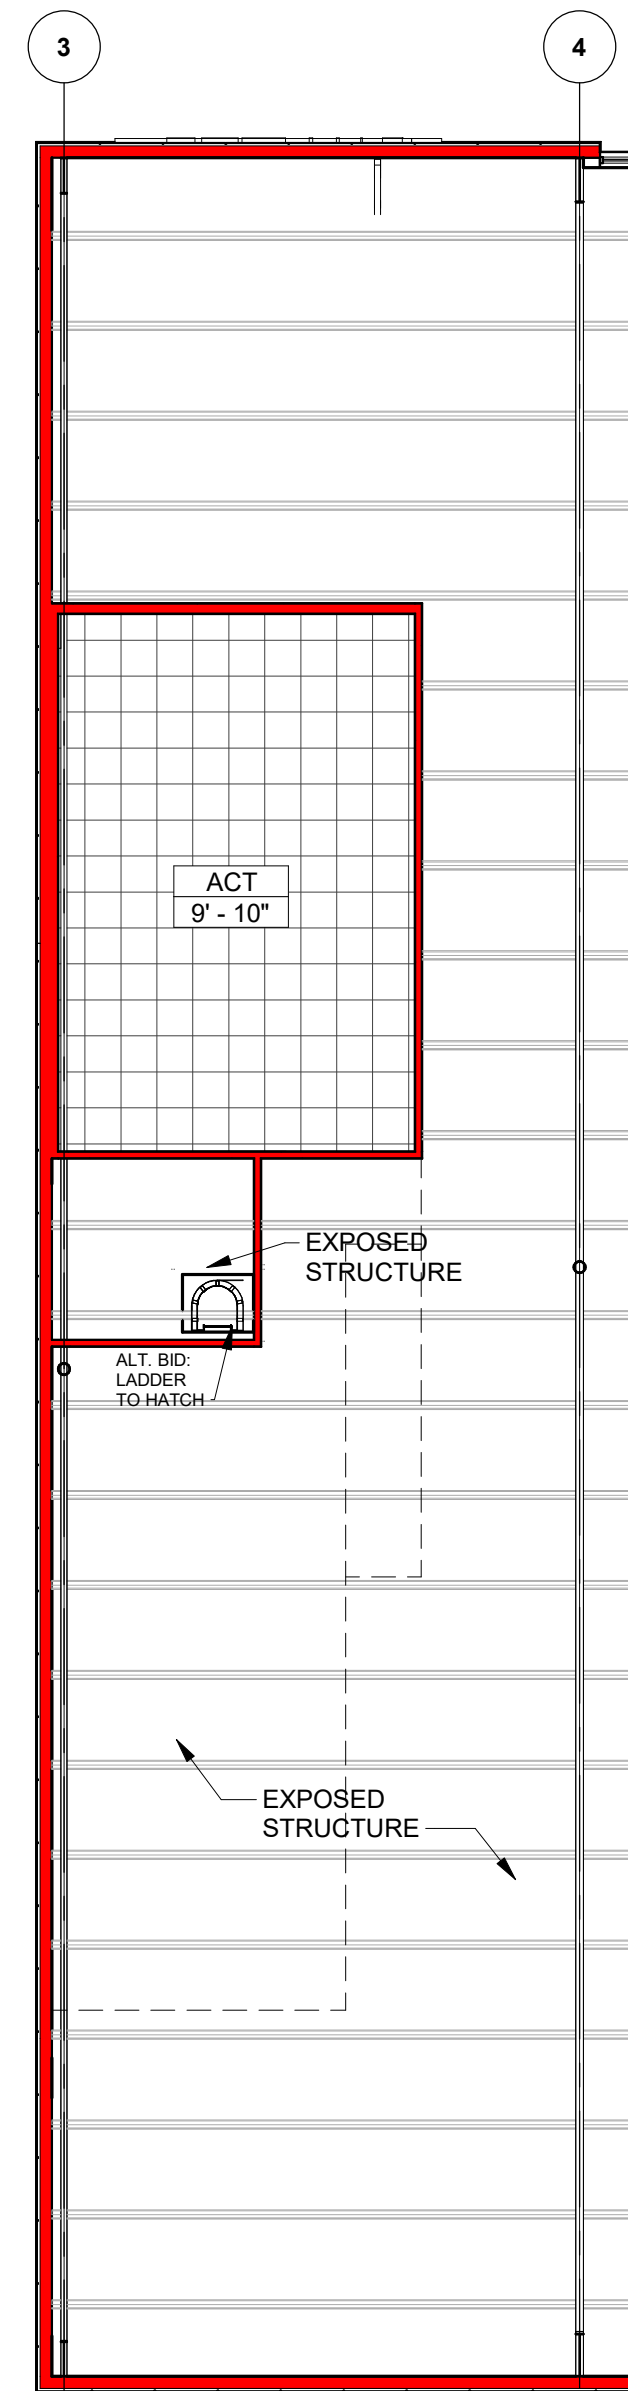 3
4
ACT
9' - 10"
EXPOSED
STRUCTURE
ALT. BID:
LADDER
TO HATCH
EXPOSED
STRUCTURE